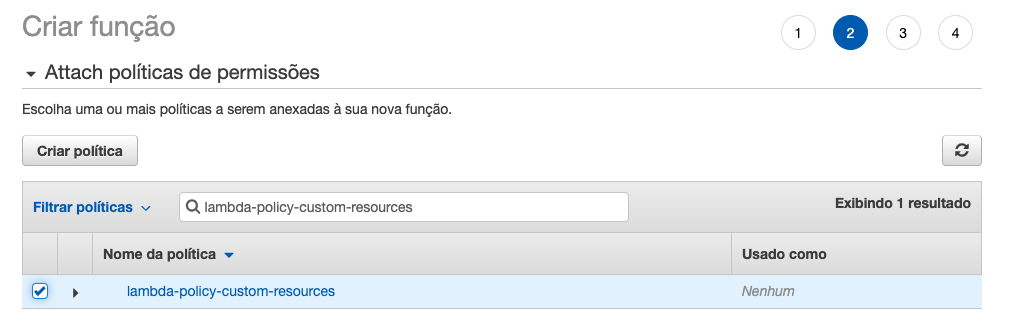 Criar função
1 2 3 4
Attach políticas de permissões
Escolha uma ou mais políticas a serem anexadas à sua nova função.
Criar política
Filtrar políticas lambda-policy-custom-resources Exibindo 1 resultado
Nome da política Usado como
lambda-policy-custom-resources Nenhum